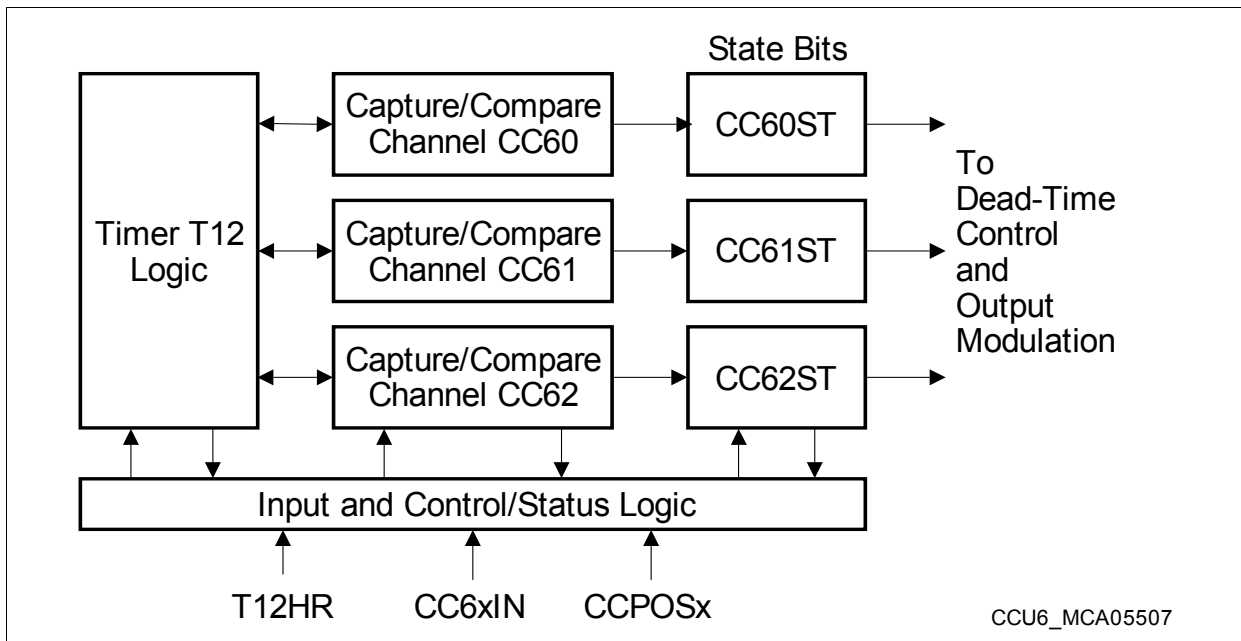 State Bits
Timer T12
Logic
Capture/Compare
Channel CC60
CC60ST
Capture/Compare
Channel CC61
CC61ST
Capture/Compare
Channel CC62
CC62ST
To
Dead-Time
Control
and
Output
Modulation
Input and Control/Status Logic
T12HR
CC6xIN
CCPOSx
CCU6_MCA05507